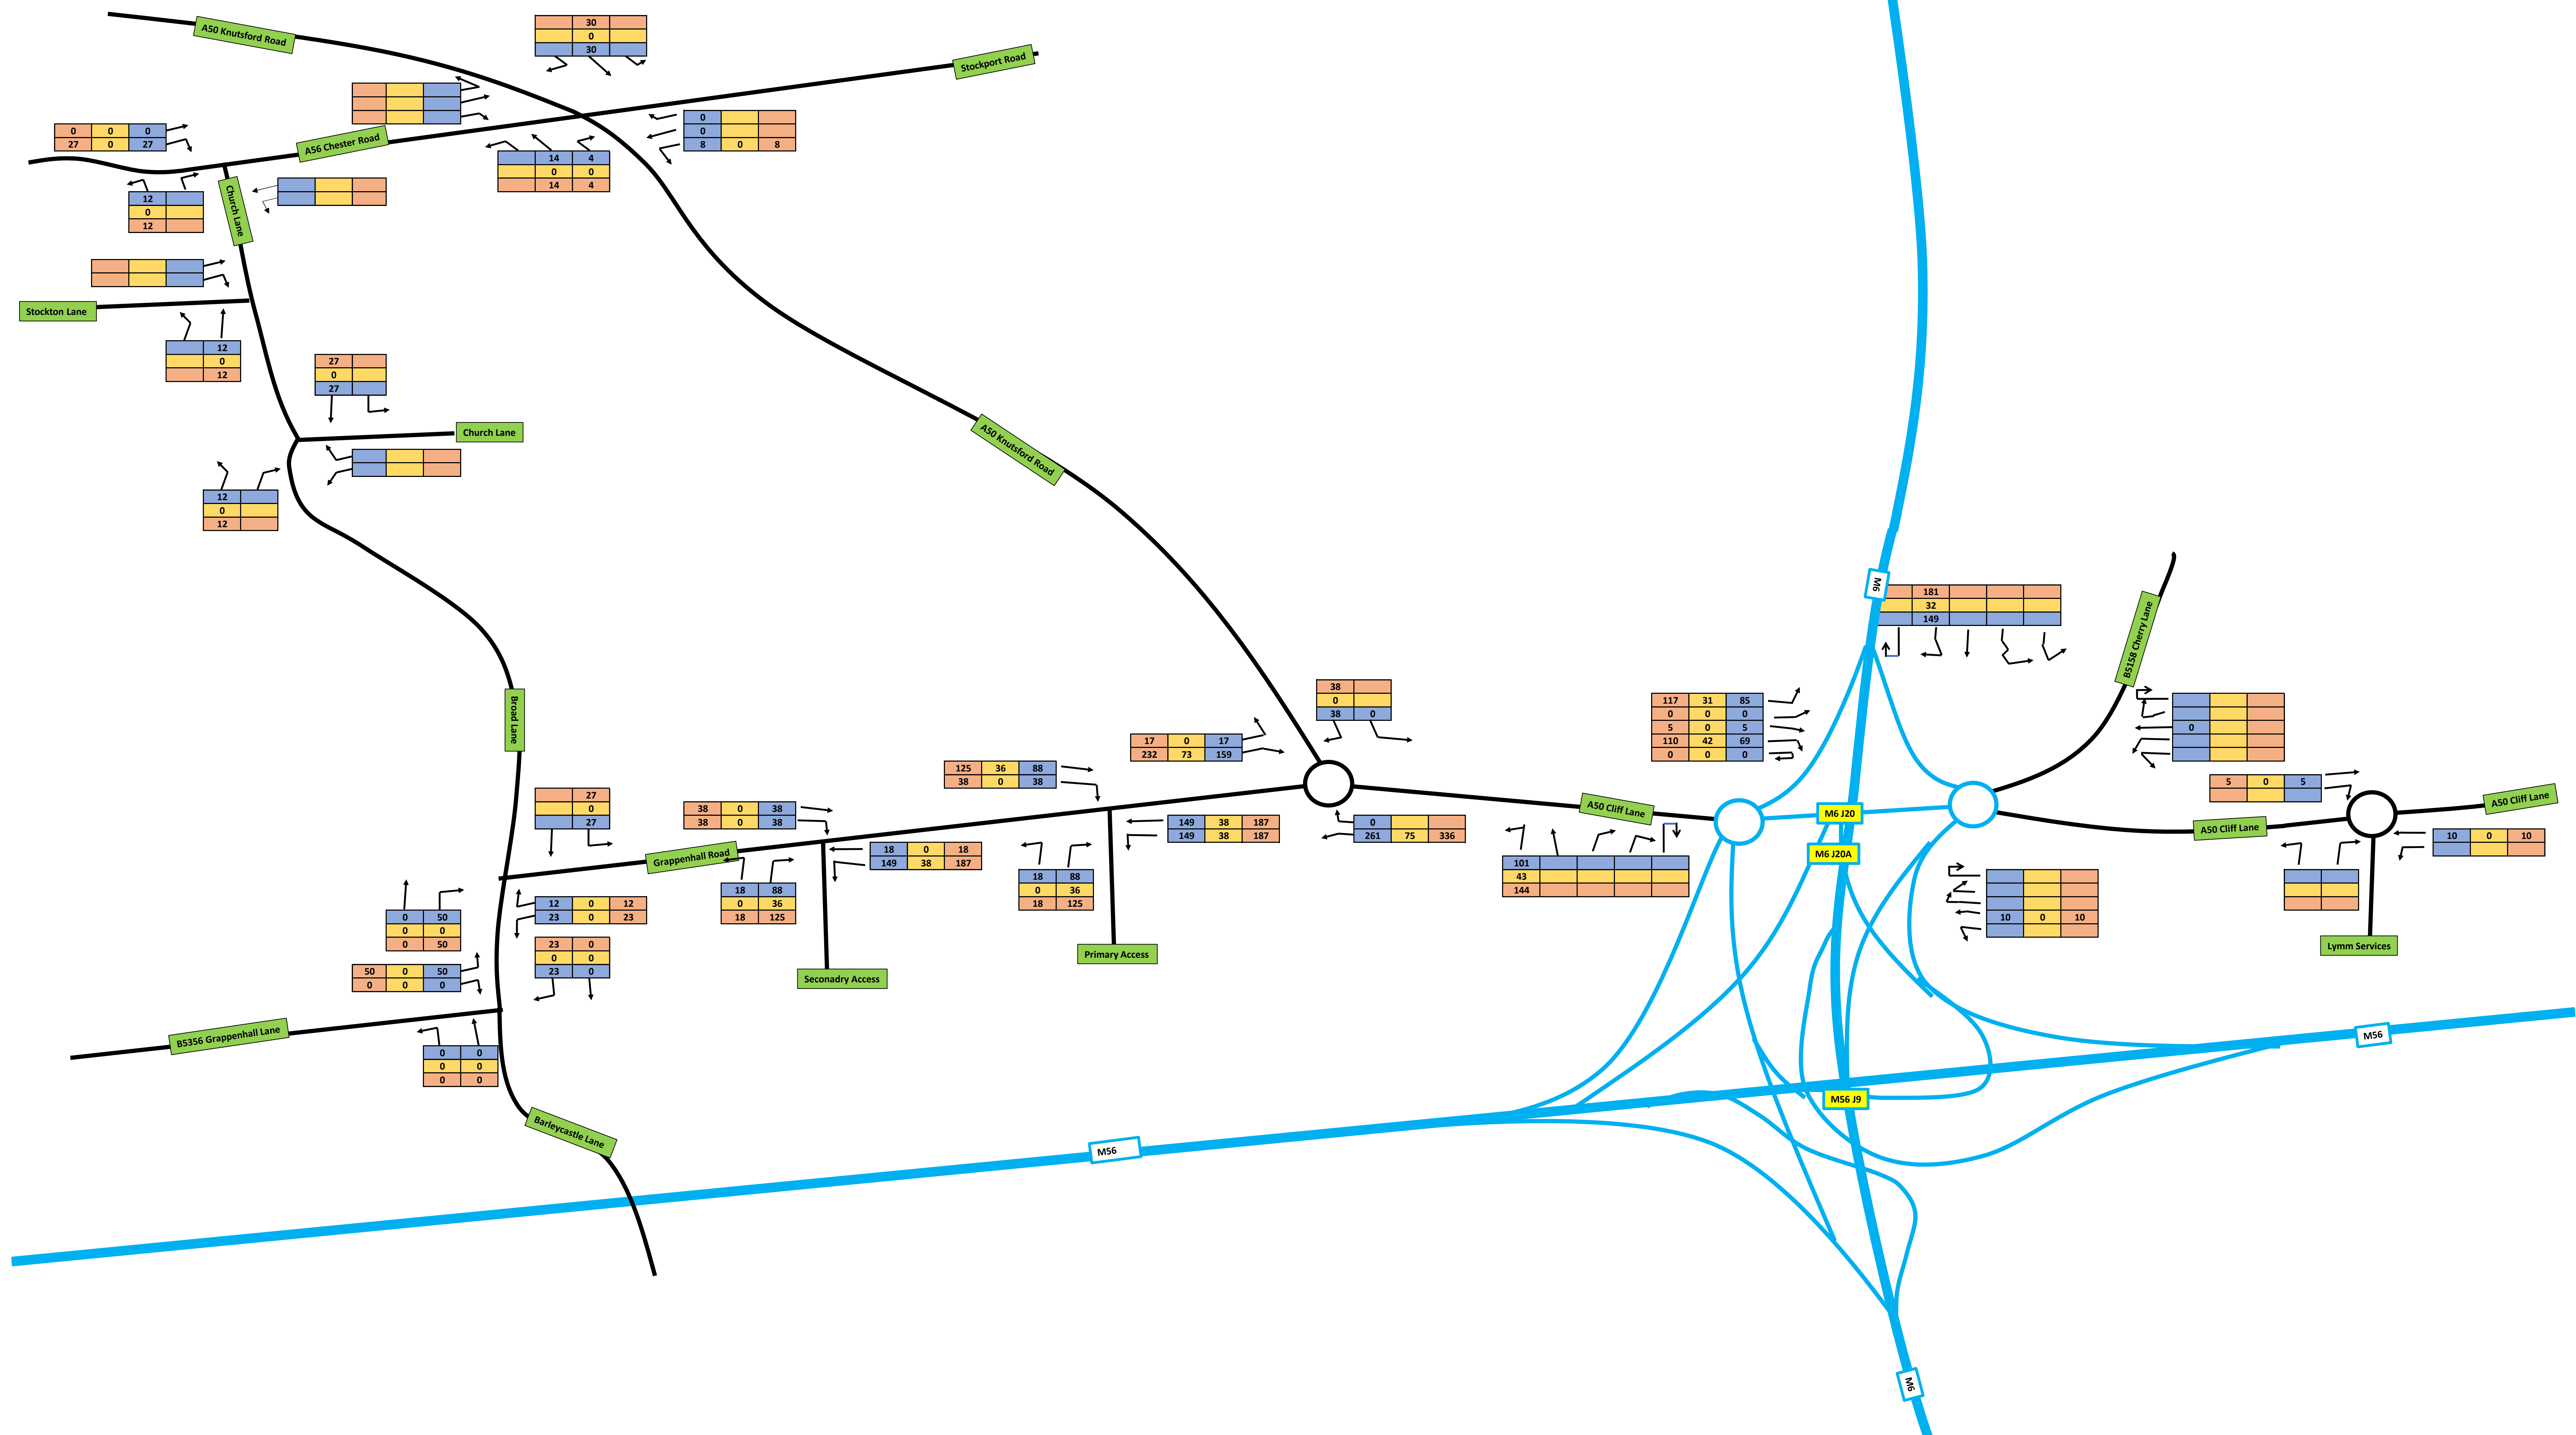 A50 Knutsford Road
30
0
30
Stockport Road
0 0 0
27 0 27
A56 Chester Road
14 4
0 0
14 4
0
0
8 0 8
12
0
12
Church Lane
Stockton Lane
12
0
12
27
0
27
Church Lane
12
0
12
A50 Knutsford Road
M6
181
32
149
B5158 Cherry Lane
Broad Lane
38
0
38 0
17 0 17
232 73 159
117 31 85
0 0 0
5 0 5
110 42 69
0 0 0
0
125 36 88
38 0 38
5 0 5
27
0
27
38 0 38
38 0 38
A50 Cliff Lane
M6 J20
A50 Cliff Lane
A50 Cliff Lane
149 38 187
149 38 187
0
261 75 336
10 0 10
Grappenhall Road
18 0 18
149 38 187
M6 J20A
101
43
144
18 88
0 36
18 125
18 88
0 36
18 125
10 0 10
0 50
0 0
0 50
12 0 12
23 0 23
23 0
0 0
23 0
50 0 50
0 0 0
Seconadry Access
Primary Access
Lymm Services
B5356 Grappenhall Lane
0 0
0 0
0 0
M56
M56 J9
Barleycastle Lane
M56
M6